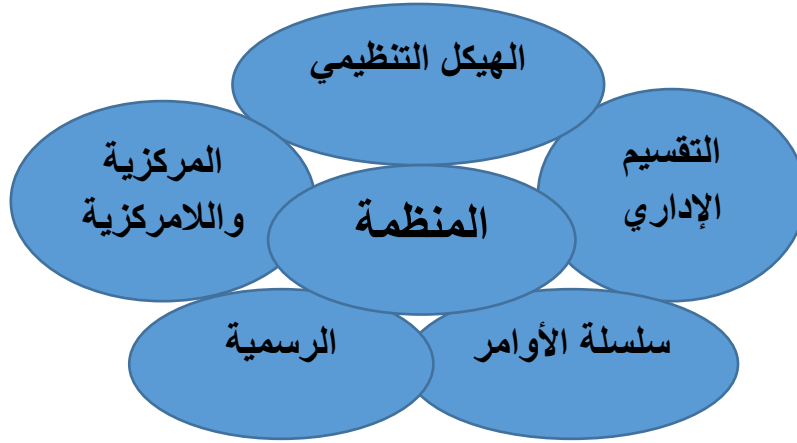 الهيكل التنظيمي
التقسيم
الإداري
المركزية
واللامركزية
المنظمة
سلسلة الأوامر
الرسمية